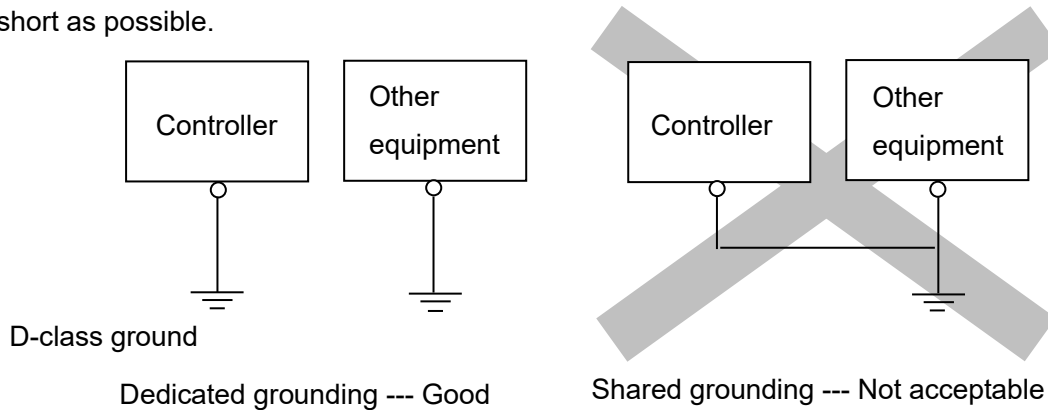 short as possible.
Controller
Other
equipment
Controller
Other
equipment
D-class ground
Dedicated grounding --- Good
Shared grounding --- Not acceptable